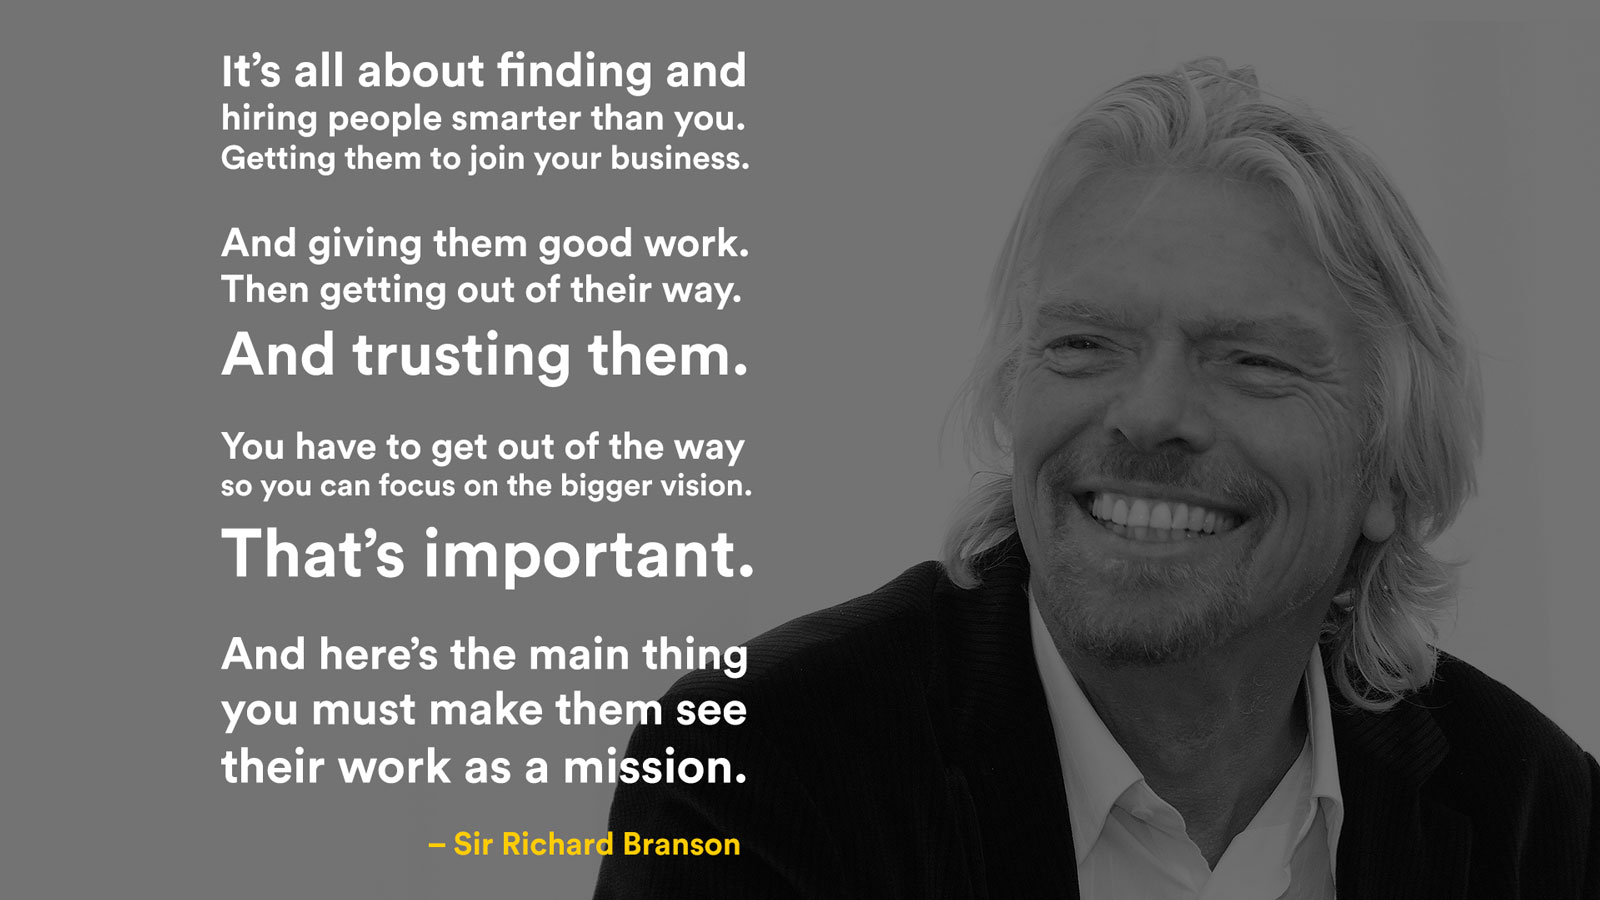 It’s all about finding and
hiring people smarter than you.
Getting them to join your business.
And giving them good work.
Then getting out of their way.
And trusting them.
You have to get out of the way
so you can focus on the bigger vision.
That’s important.
And here’s the main thing
you must make them see
their work as a mission.
– Sir Richard Branson